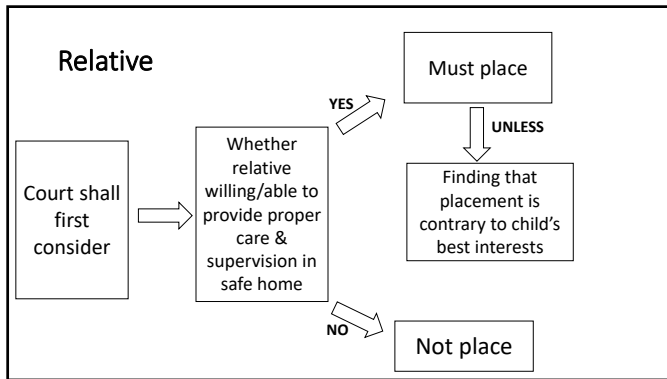 Relative
Court shall
first
consider
Whether
relative
willing/able to
provide proper
care &
supervision in
safe home
YES
Must place
UNLESS
Finding that
placement is
contrary to child’s
best interests
NO
Not place